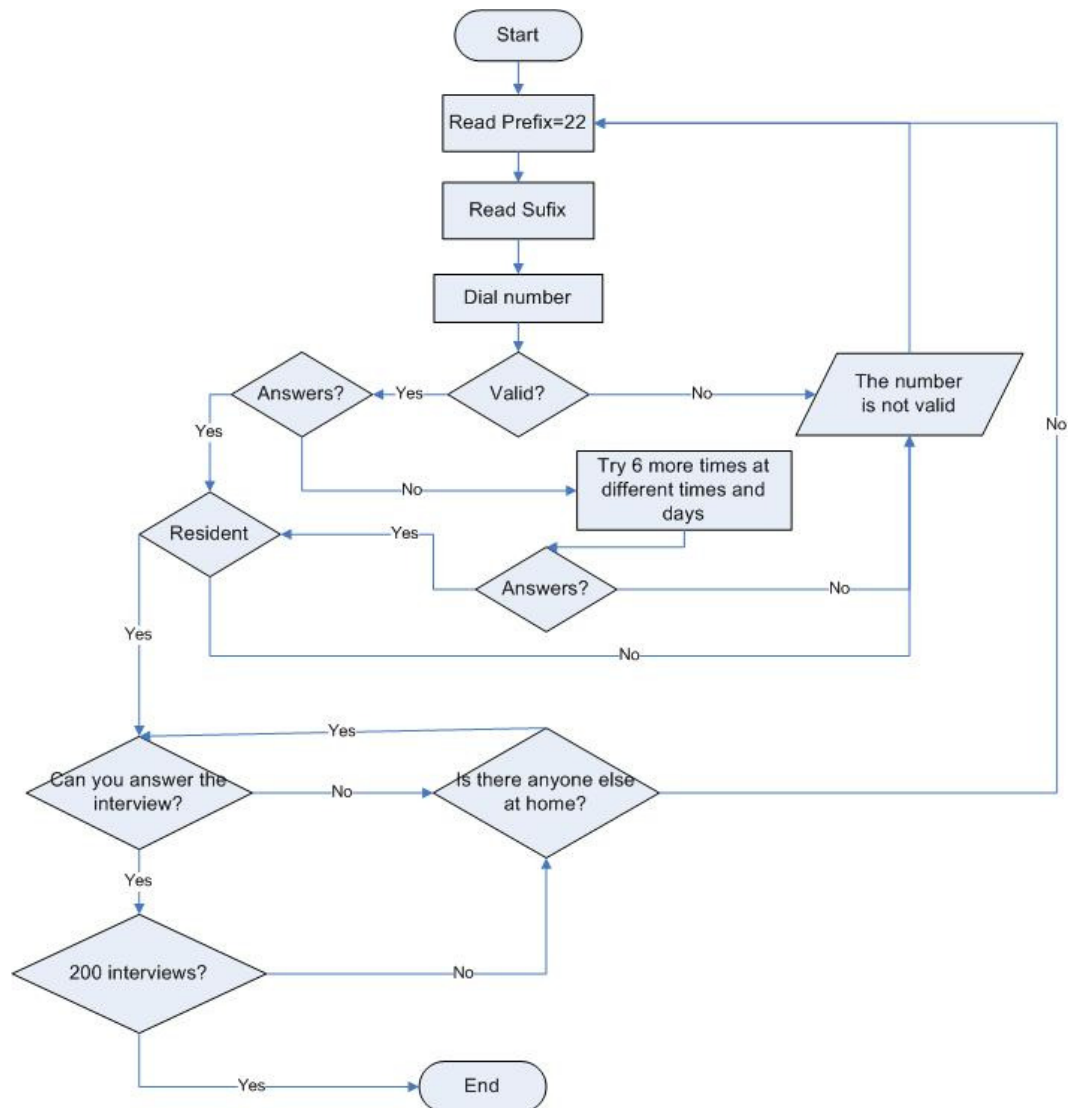 Start
Read Prefix=22
Read Sufix
Dial number
Valid?
Yes
No
Answers?
The number
is not valid
No
Yes
No
Try 6 more times at
different times and
days
Resident
Yes
Answers?
No
Yes
No
Yes
Can you answer the
interview?
No
Is there anyone else
at home?
Yes
200 interviews?
No
Yes
End